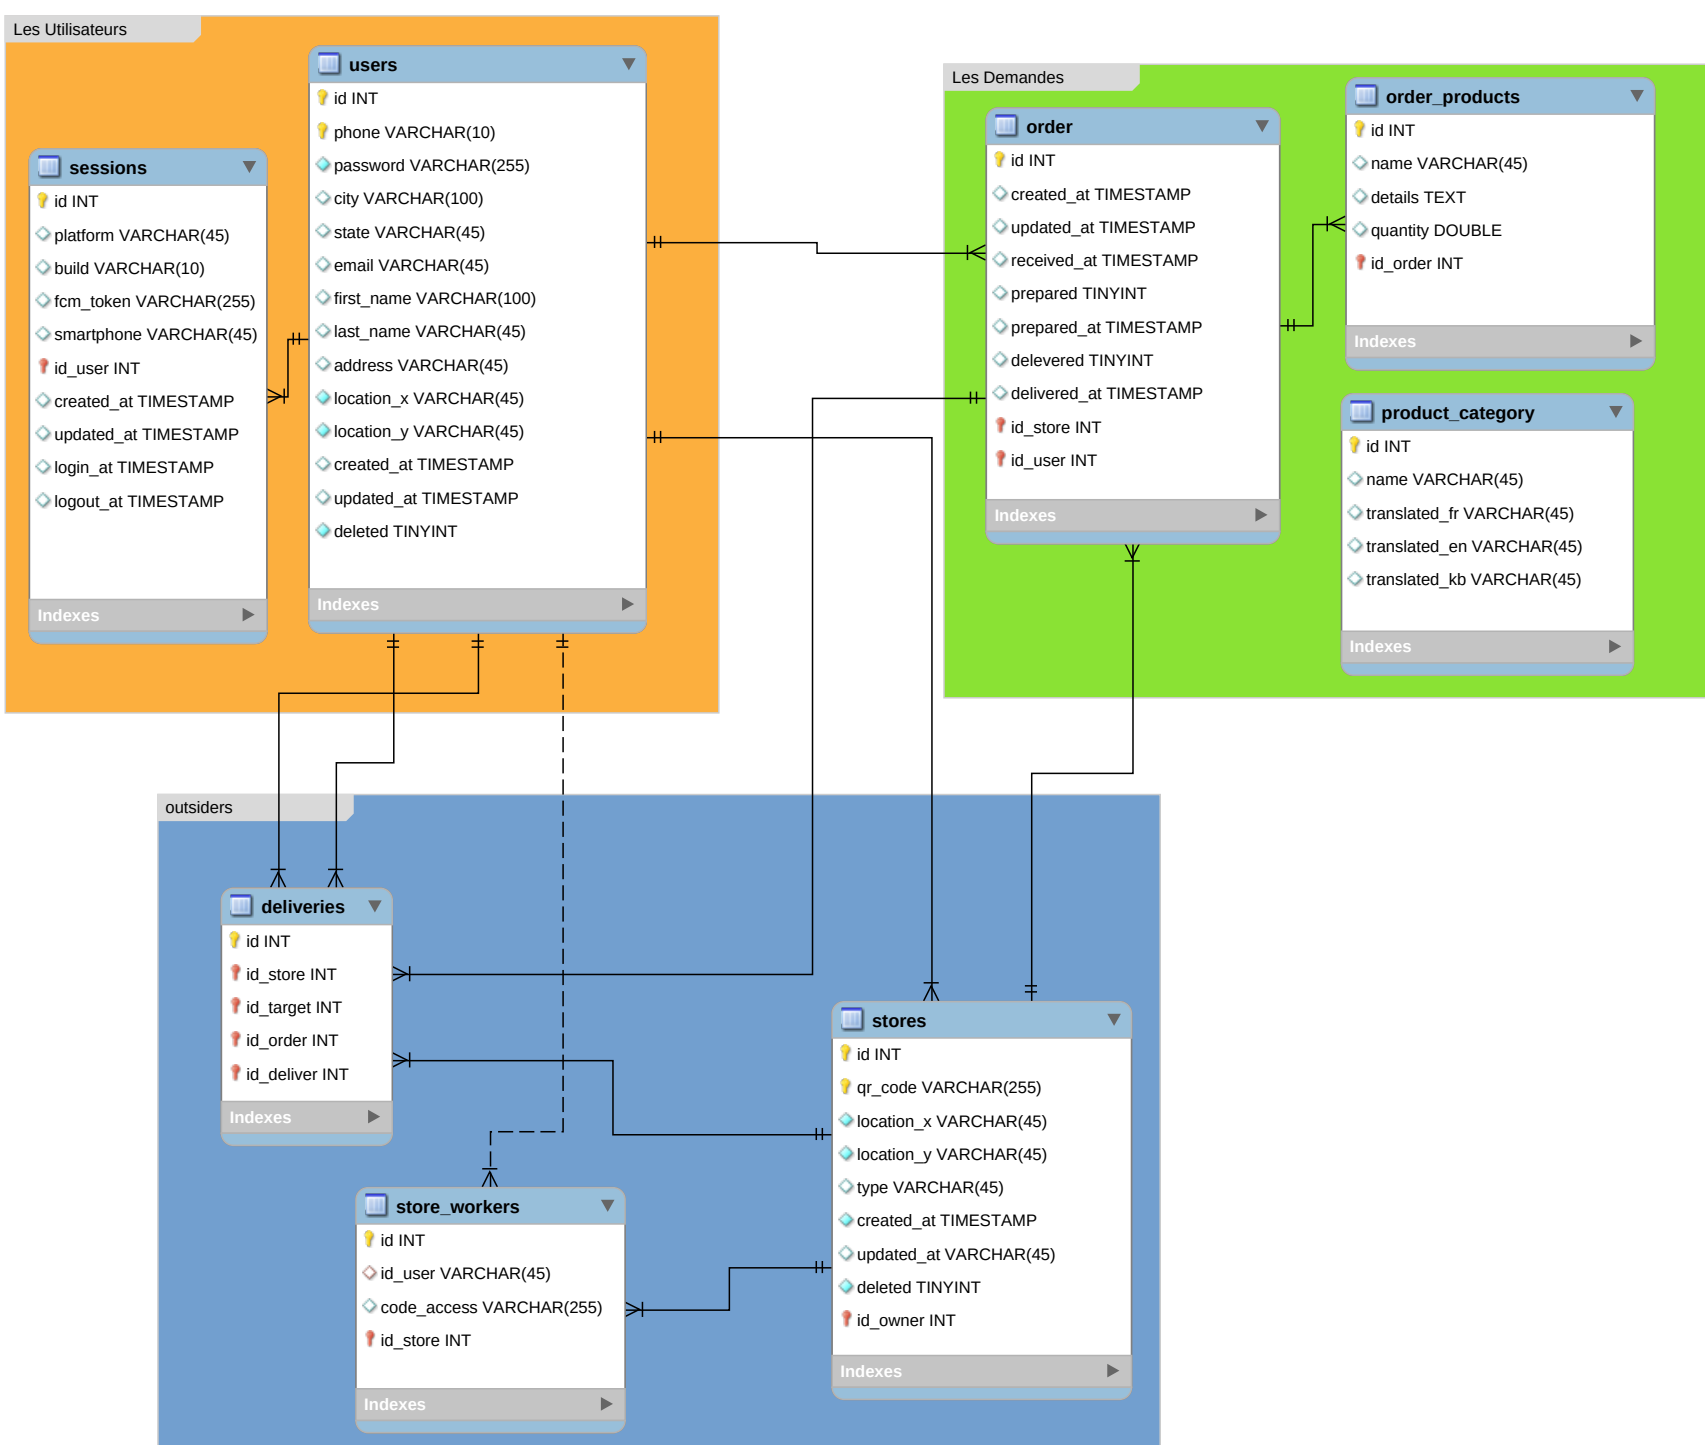 Les Utilisateurs
sessions
id INT
platform VARCHAR(45)
build VARCHAR(10)
fcm_token VARCHAR(255)
smartphone VARCHAR(45)
id_user INT
created_at TIMESTAMP
updated_at TIMESTAMP
login_at TIMESTAMP
logout_at TIMESTAMP
Indexes
users
id INT
phone VARCHAR(10)
password VARCHAR(255)
city VARCHAR(100)
state VARCHAR(45)
email VARCHAR(45)
first_name VARCHAR(100)
last_name VARCHAR(45)
address VARCHAR(45)
location_x VARCHAR(45)
location_y VARCHAR(45)
created_at TIMESTAMP
updated_at TIMESTAMP
deleted TINYINT
Indexes
Les Demandes
order
id INT
created_at TIMESTAMP
updated_at TIMESTAMP
received_at TIMESTAMP
prepared TINYINT
prepared_at TIMESTAMP
delevered TINYINT
delivered_at TIMESTAMP
id_store INT
id_user INT
Indexes
order_products
id INT
name VARCHAR(45)
details TEXT
quantity DOUBLE
id_order INT
Indexes
product_category
id INT
name VARCHAR(45)
translated_fr VARCHAR(45)
translated_en VARCHAR(45)
translated_kb VARCHAR(45)
Indexes
outsiders
deliveries
id INT
id_store INT
id_target INT
id_order INT
id_deliver INT
Indexes
store_workers
id INT
id_user VARCHAR(45)
code_access VARCHAR(255)
id_store INT
Indexes
stores
id INT
qr_code VARCHAR(255)
location_x VARCHAR(45)
location_y VARCHAR(45)
type VARCHAR(45)
created_at TIMESTAMP
updated_at VARCHAR(45)
deleted TINYINT
id_owner INT
Indexes